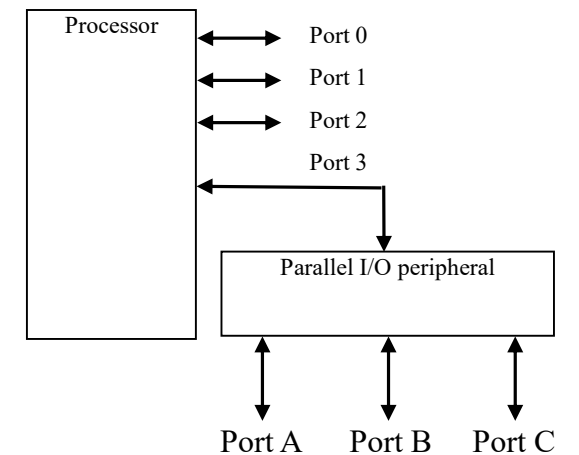 Processor
Port 0
Port 1
Port 2
Port 3
Parallel I/O peripheral
Port A
Port B
Port C